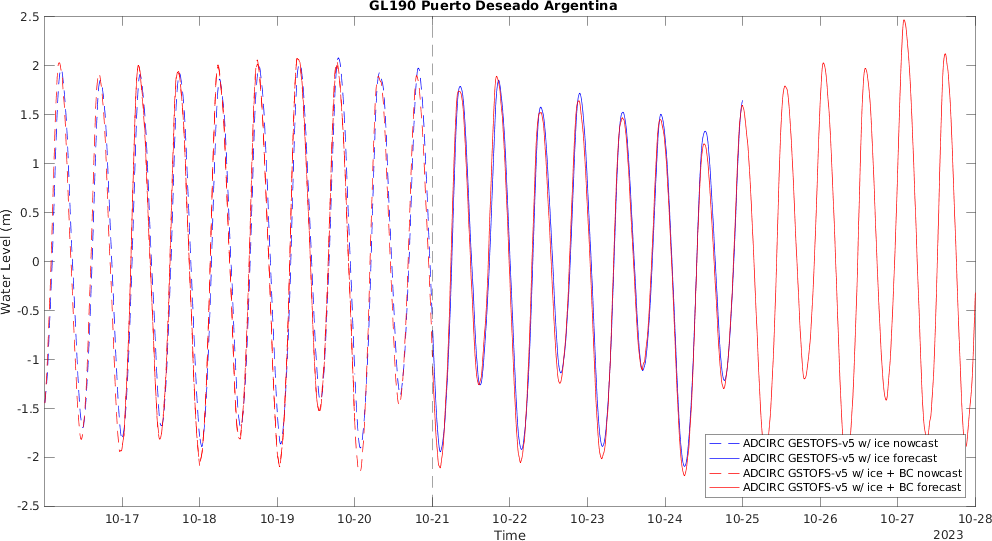 GL190 Puerto Deseado Argentina
2.5
2
1.5
1
0.5
0
-0.5
-1
-1.5
-2
-2.5
Water Level (m)
ADCIRC GESTOFS-v5 w/ ice nowcast
ADCIRC GESTOFS-v5 w/ ice forecast
ADCIRC GSTOFS-v5 w/ ice + BC nowcast
ADCIRC GSTOFS-v5 w/ ice + BC forecast
10-17 10-18 10-19 10-20 10-21 10-22 10-23 10-24 10-25 10-26 10-27 10-28
Time
2023